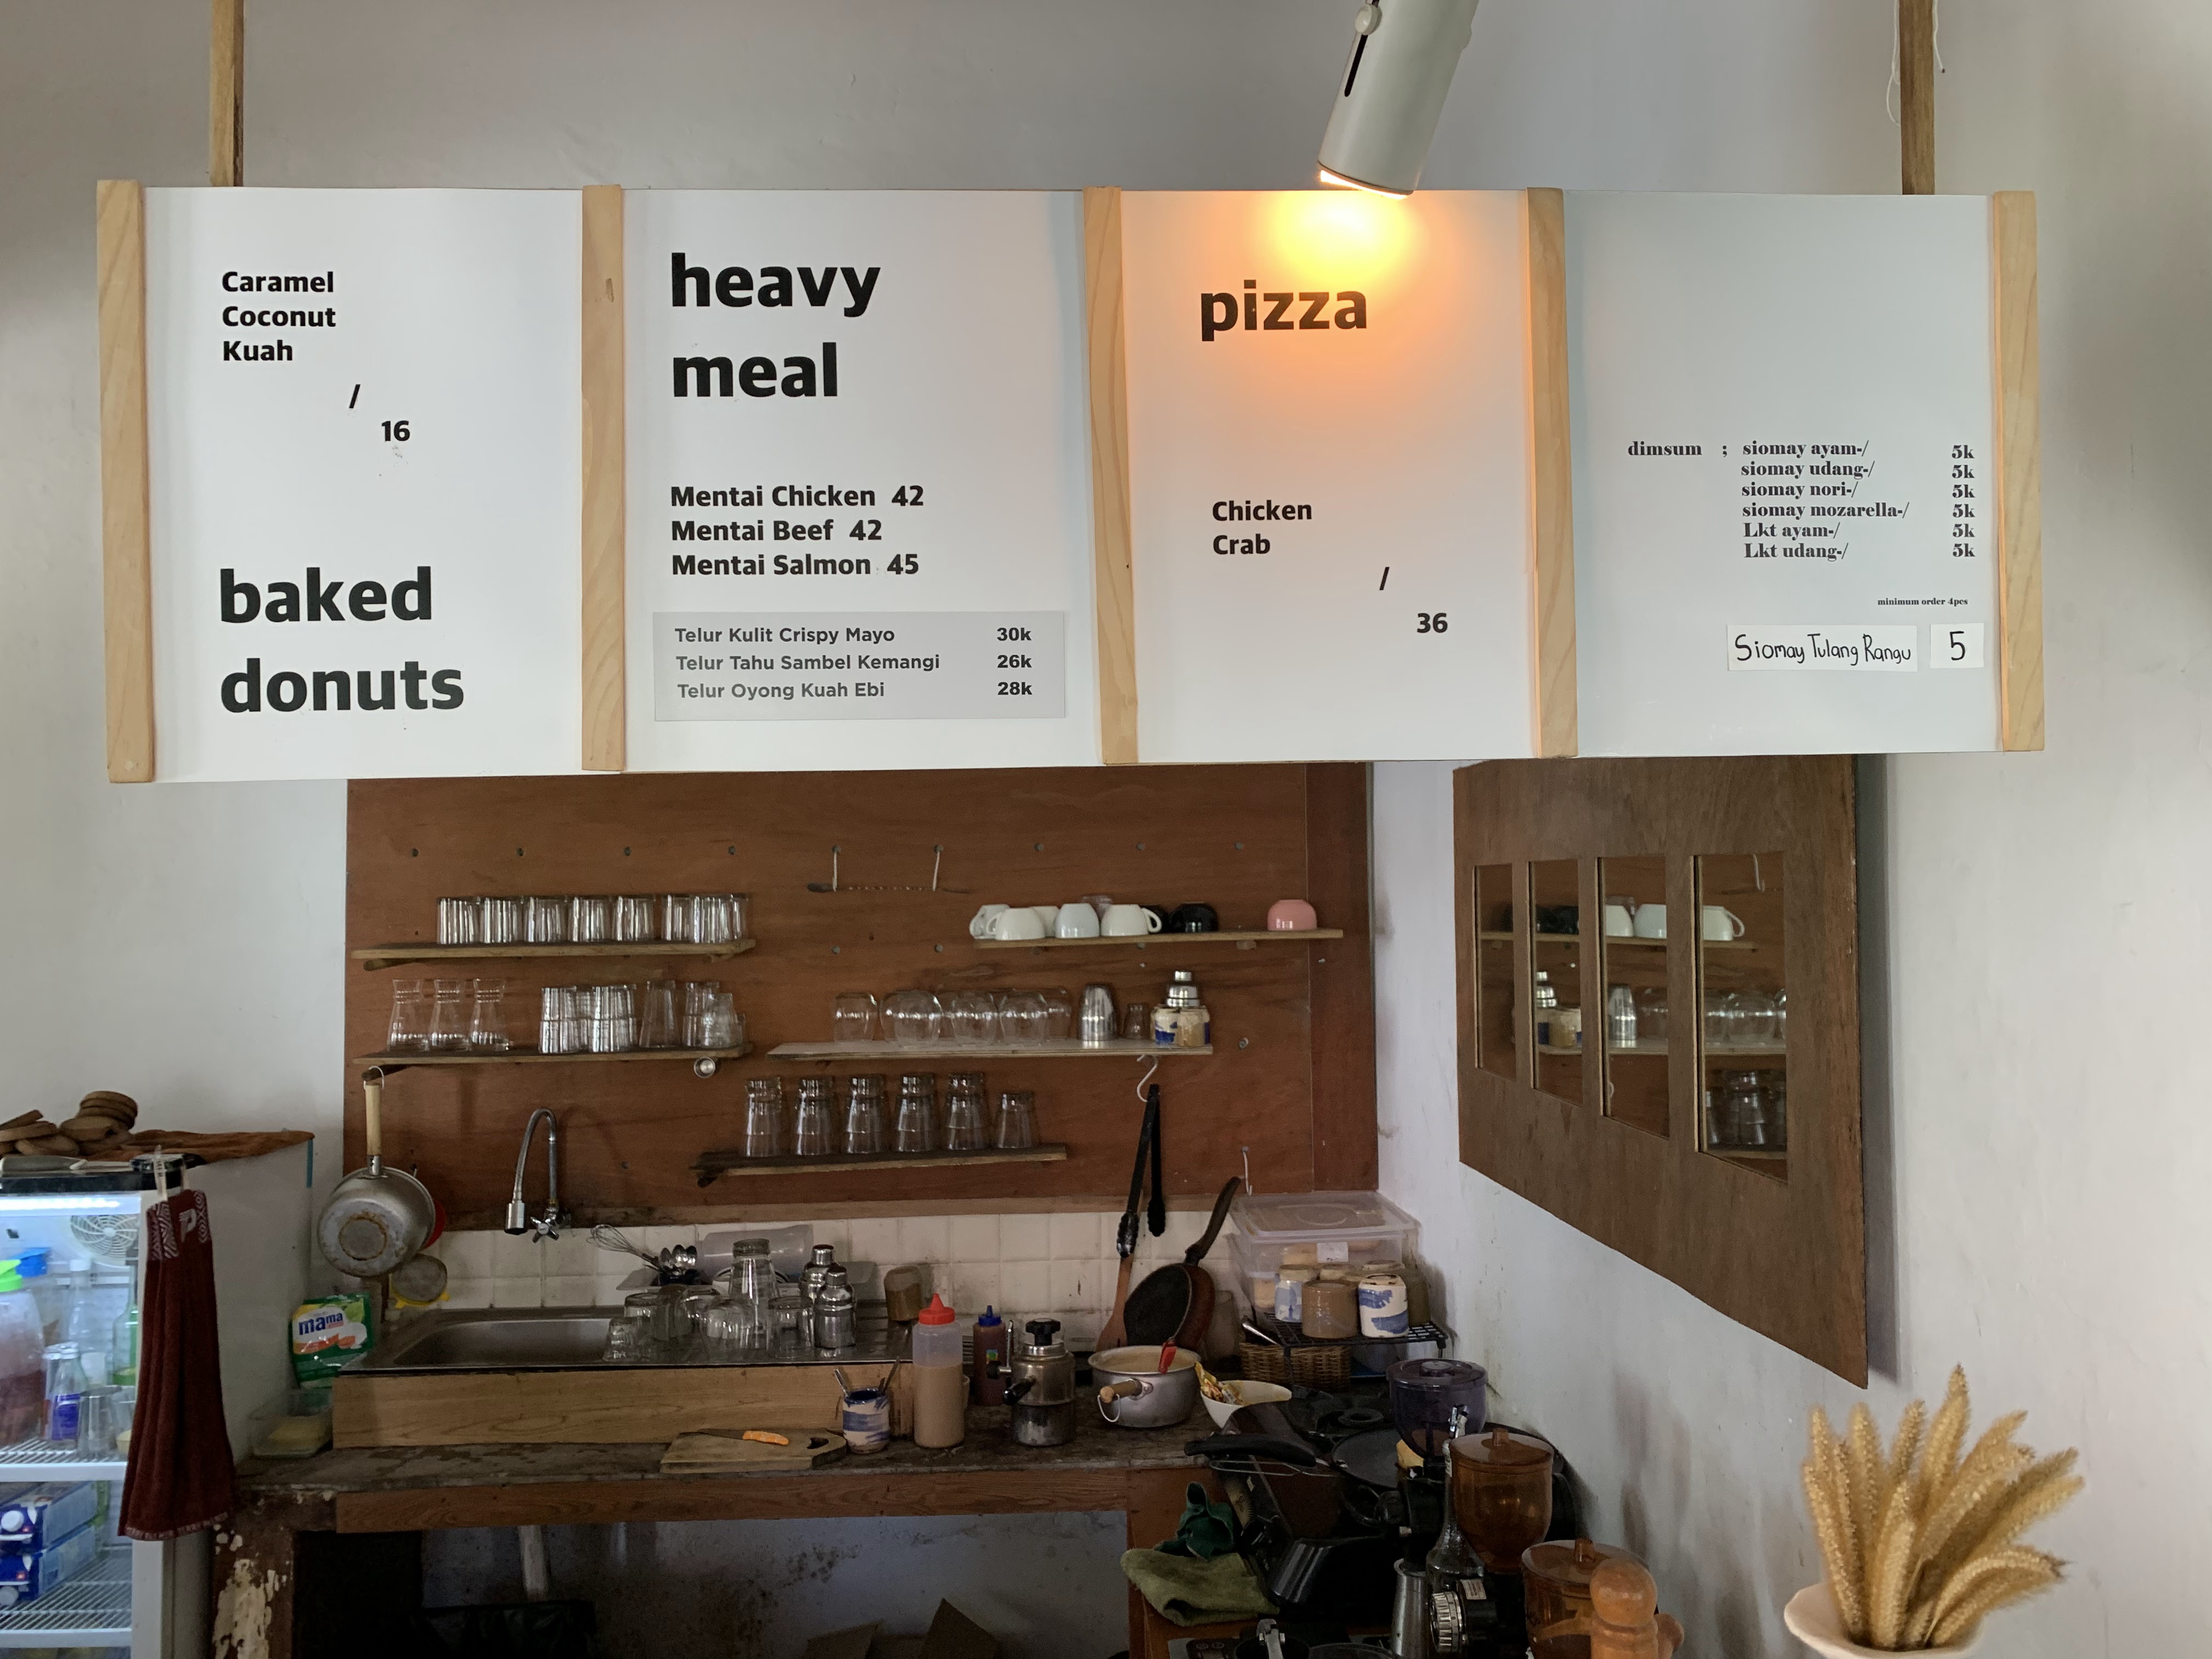 Caramel
Coconut
Kuah
/
16
baked
donuts
heavy
meal
Mentai Chicken 42
Mentai Beef 42
Mentai Salmon 45
Telur Kulit Crispy Mayo 30k
Telur Tahu Sambel Kemangi 26k
Telur Oyong Kuah Ebi 28k
pizza
Chicken
Crab
/
36
dimsum ; siomay ayam-/ 5k
siomay udang-/ 5k
siomay nori-/ 5k
siomay mozarella-/ 5k
Lkt ayam-/ 5k
Lkt udang-/ 5k
minimum order 4pcs
Siomay Tulang Rangu 5
mama